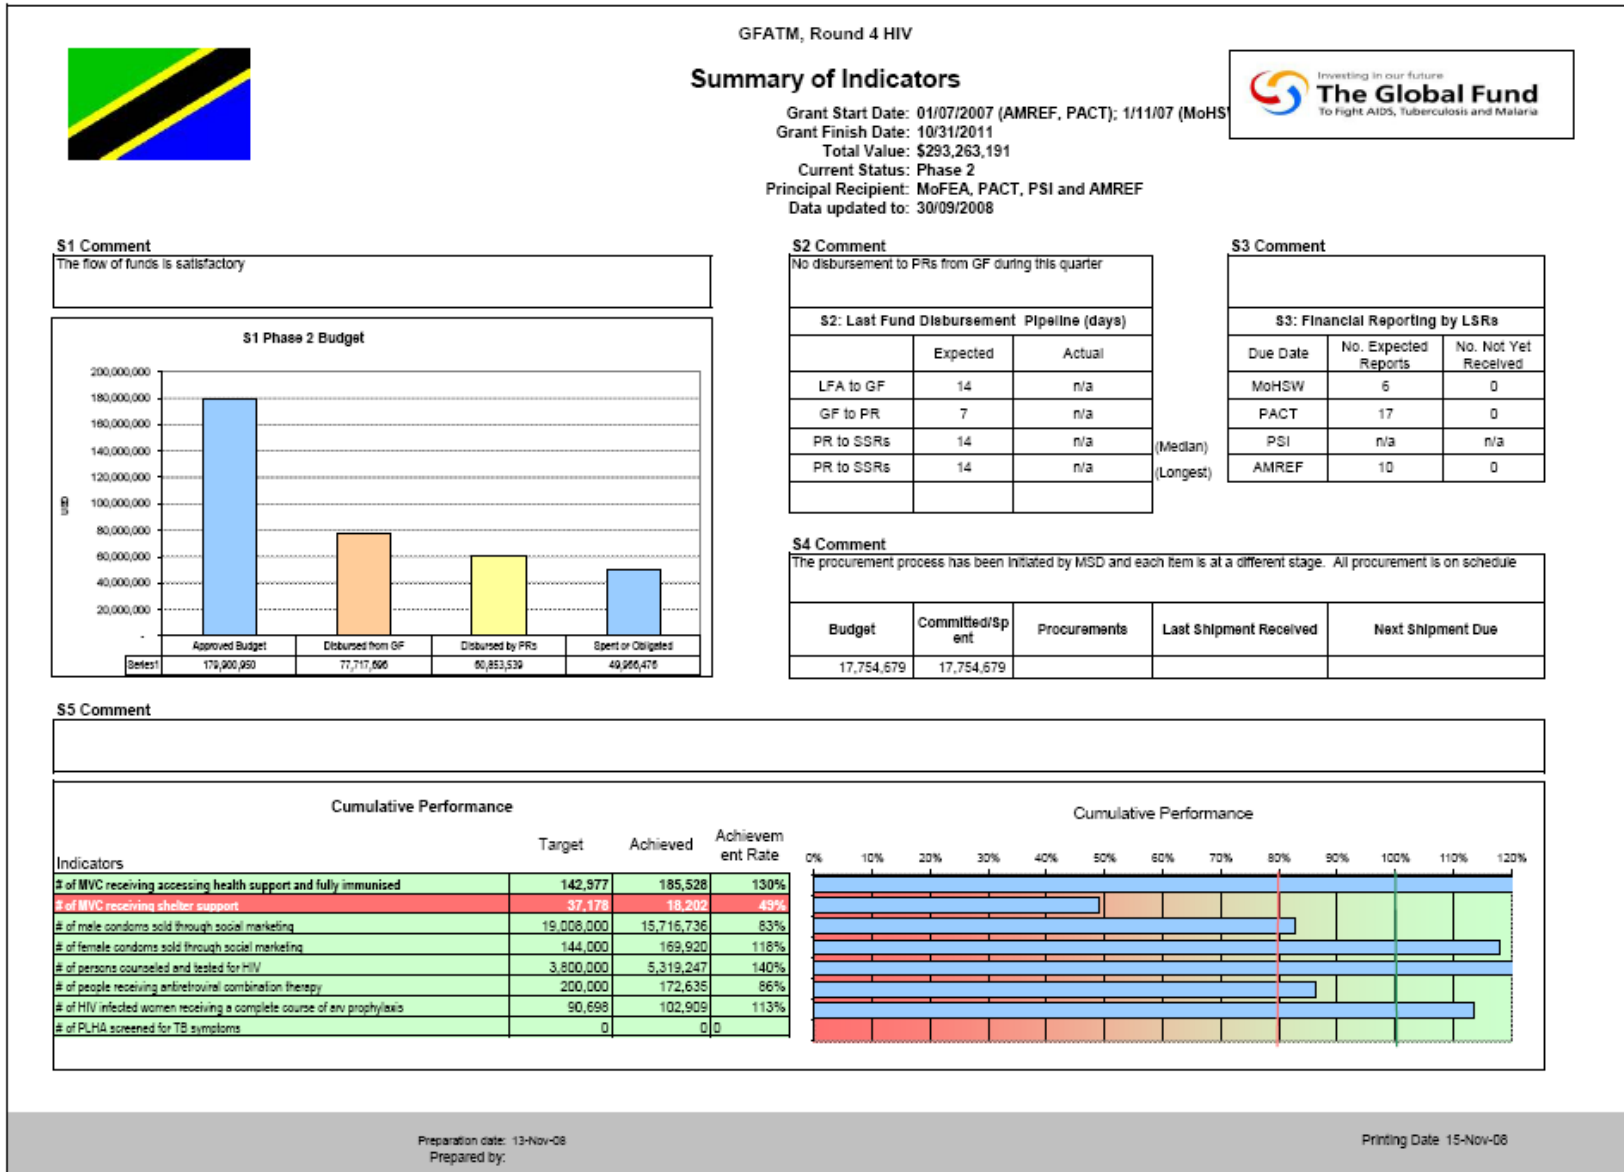 GFATM, Round 4 HIV
Summary of Indicators
Grant Start Date: 01/07/2007 (AMREF, PACT); 1/11/07 (MoHS
Grant Finish Date: 10/31/2011
Total Value: $293,263,191
Current Status: Phase 2
Principal Recipient: MoFEA, PACT, PSI and AMREF
Data updated to: 30/09/2008
Investing in our future
The Global Fund
To Fight AIDS, Tuberculosis and Malaria
S1 Comment
The flow of funds is satisfactory
S1 Phase 2 Budget
USD
200,000,000
180,000,000
160,000,000
140,000,000
120,000,000
100,000,000
80,000,000
60,000,000
40,000,000
20,000,000
-
Approved Budget Disbursed from GF Disbursed by PRs Spent or Obligated
Series1 179,900,950 77,717,696 60,853,539 49,966,476
S2 Comment
No disbursement to PRs from GF during this quarter
S2: Last Fund Disbursement Pipeline (days)
Expected Actual
LFA to GF 14 n/a
GF to PR 7 n/a
PR to SSRs 14 n/a (Median)
PR to SSRs 14 n/a (Longest)
S3 Comment
S3: Financial Reporting by LSRs
Due Date No. Expected Reports No. Not Yet Received
MoHSW 6 0
PACT 17 0
PSI n/a n/a
AMREF 10 0
S4 Comment
The procurement process has been initiated by MSD and each item is at a different stage. All procurement is on schedule
Budget Committed/Sp ent Procurements Last Shipment Received Next Shipment Due
17,754,679 17,754,679
S5 Comment
Cumulative Performance
Indicators Target Achieved Achievem ent Rate
# of MVC receiving accessing health support and fully immunised 142,977 185,528 130%
# of MVC receiving shelter support 37,178 18,202 49%
# of male condoms sold through social marketing 19,008,000 15,716,736 83%
# of female condoms sold through social marketing 144,000 169,920 118%
# of persons counseled and tested for HIV 3,800,000 5,319,247 140%
# of people receiving antiretroviral combination therapy 200,000 172,635 86%
# of HIV infected women receiving a complete course of arv prophylaxis 90,698 102,909 113%
# of PLHA screened for TB symptoms 0 0 0
Cumulative Performance
0% 10% 20% 30% 40% 50% 60% 70% 80% 90% 100% 110% 120%
Preparation date: 13-Nov-08
Prepared by:
Printing Date 15-Nov-08